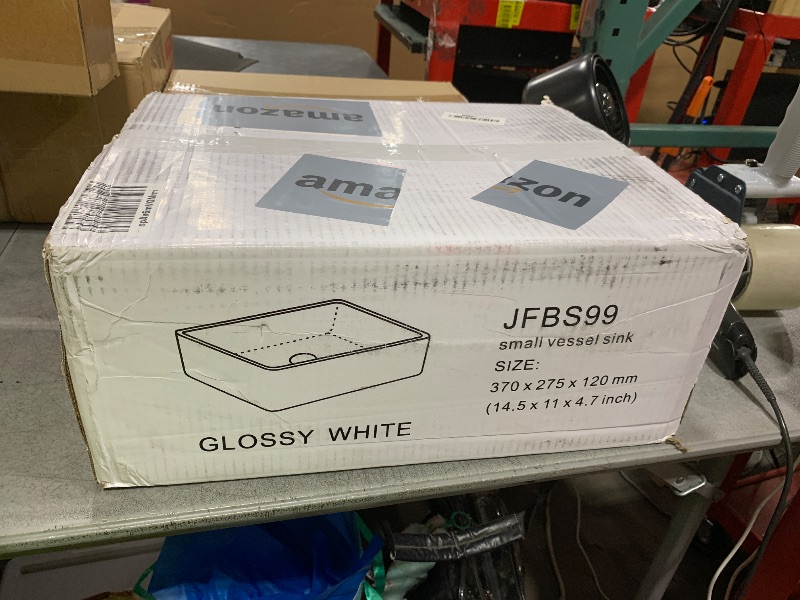 amazon
ama
zon
JFBS99
small vessel sink
SIZE:
370 x 275 x 120 mm
(14.5 x 11 x 4.7 inch)
GLOSSY WHITE